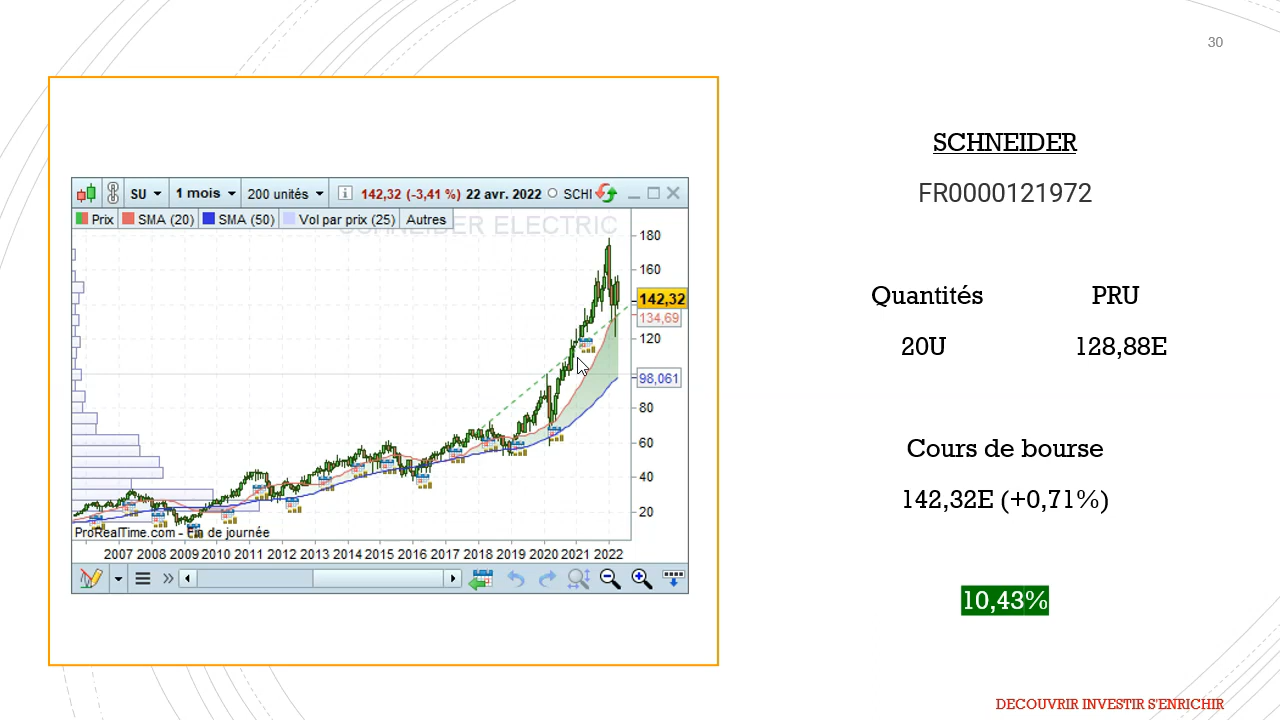 30
SCHNEIDER
FR0000121972
Quantités PRU
20U 128,88E
Cours de bourse
142,32E (+0,71%)
10,43%
SU 1 mois 200 unités 142,32 (-3,41 %) 22 avr. 2022 SCHI
Prix SMA (20) SMA (50) Vol par prix (25) Autres
SCHNEIDER ELECTRIC
180
160
142,32
134,69
120
98,061
80
60
40
20
ProRealTime.com - Fin de journée
2007 2008 2009 2010 2011 2012 2013 2014 2015 2016 2017 2018 2019 2020 2021 2022
DECOUVRIR INVESTIR S'ENRICHIR